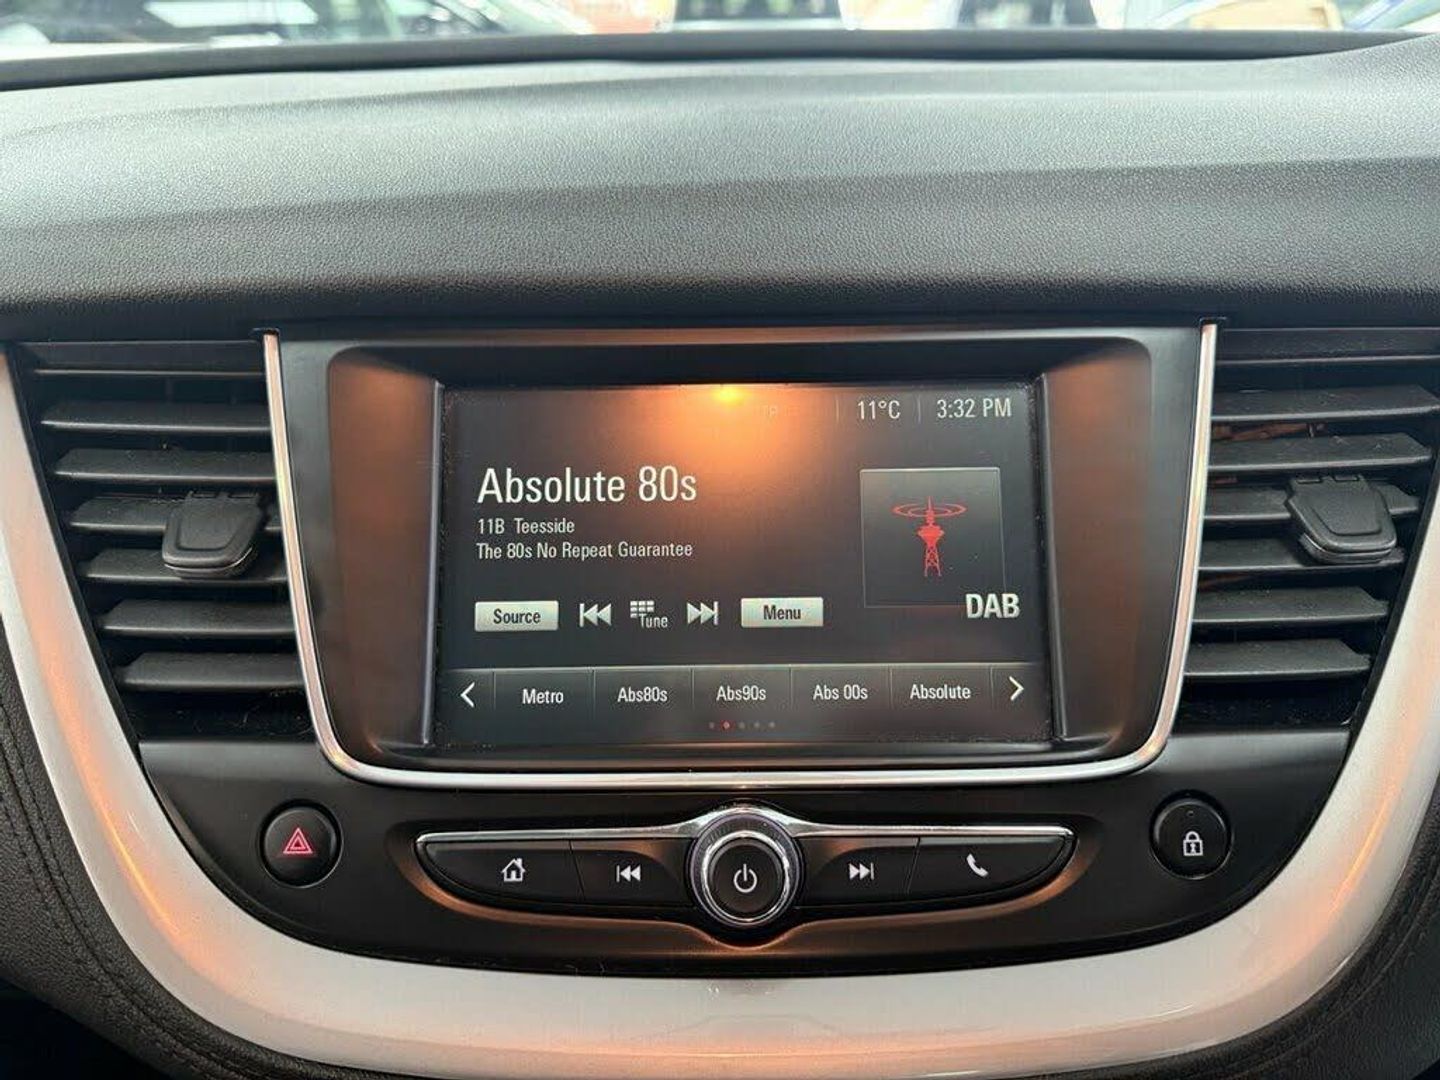 TP
11°C
3:32 PM
Absolute 80s
11B Teesside
The 80s No Repeat Guarantee
DAB
Source
Tune
Menu
Metro
Abs80s
Abs90s
Abs 00s
Absolute